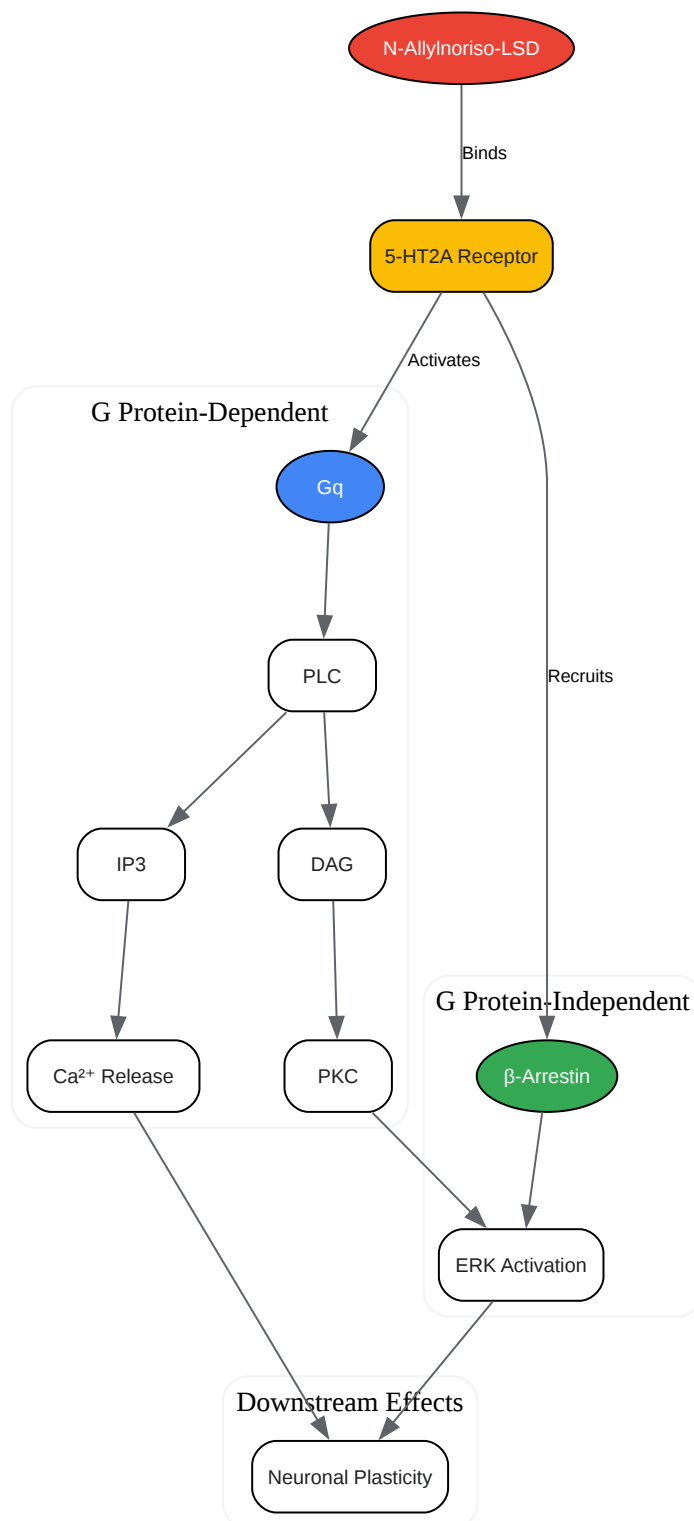 N-Allylnoriso-LSD
Binds
5-HT2A Receptor
Activates
G Protein-Dependent
Gq
PLC
Recruits
IP3
DAG
G Protein-Independent
Ca²⁺ Release
PKC
β-Arrestin
ERK Activation
Downstream Effects
Neuronal Plasticity